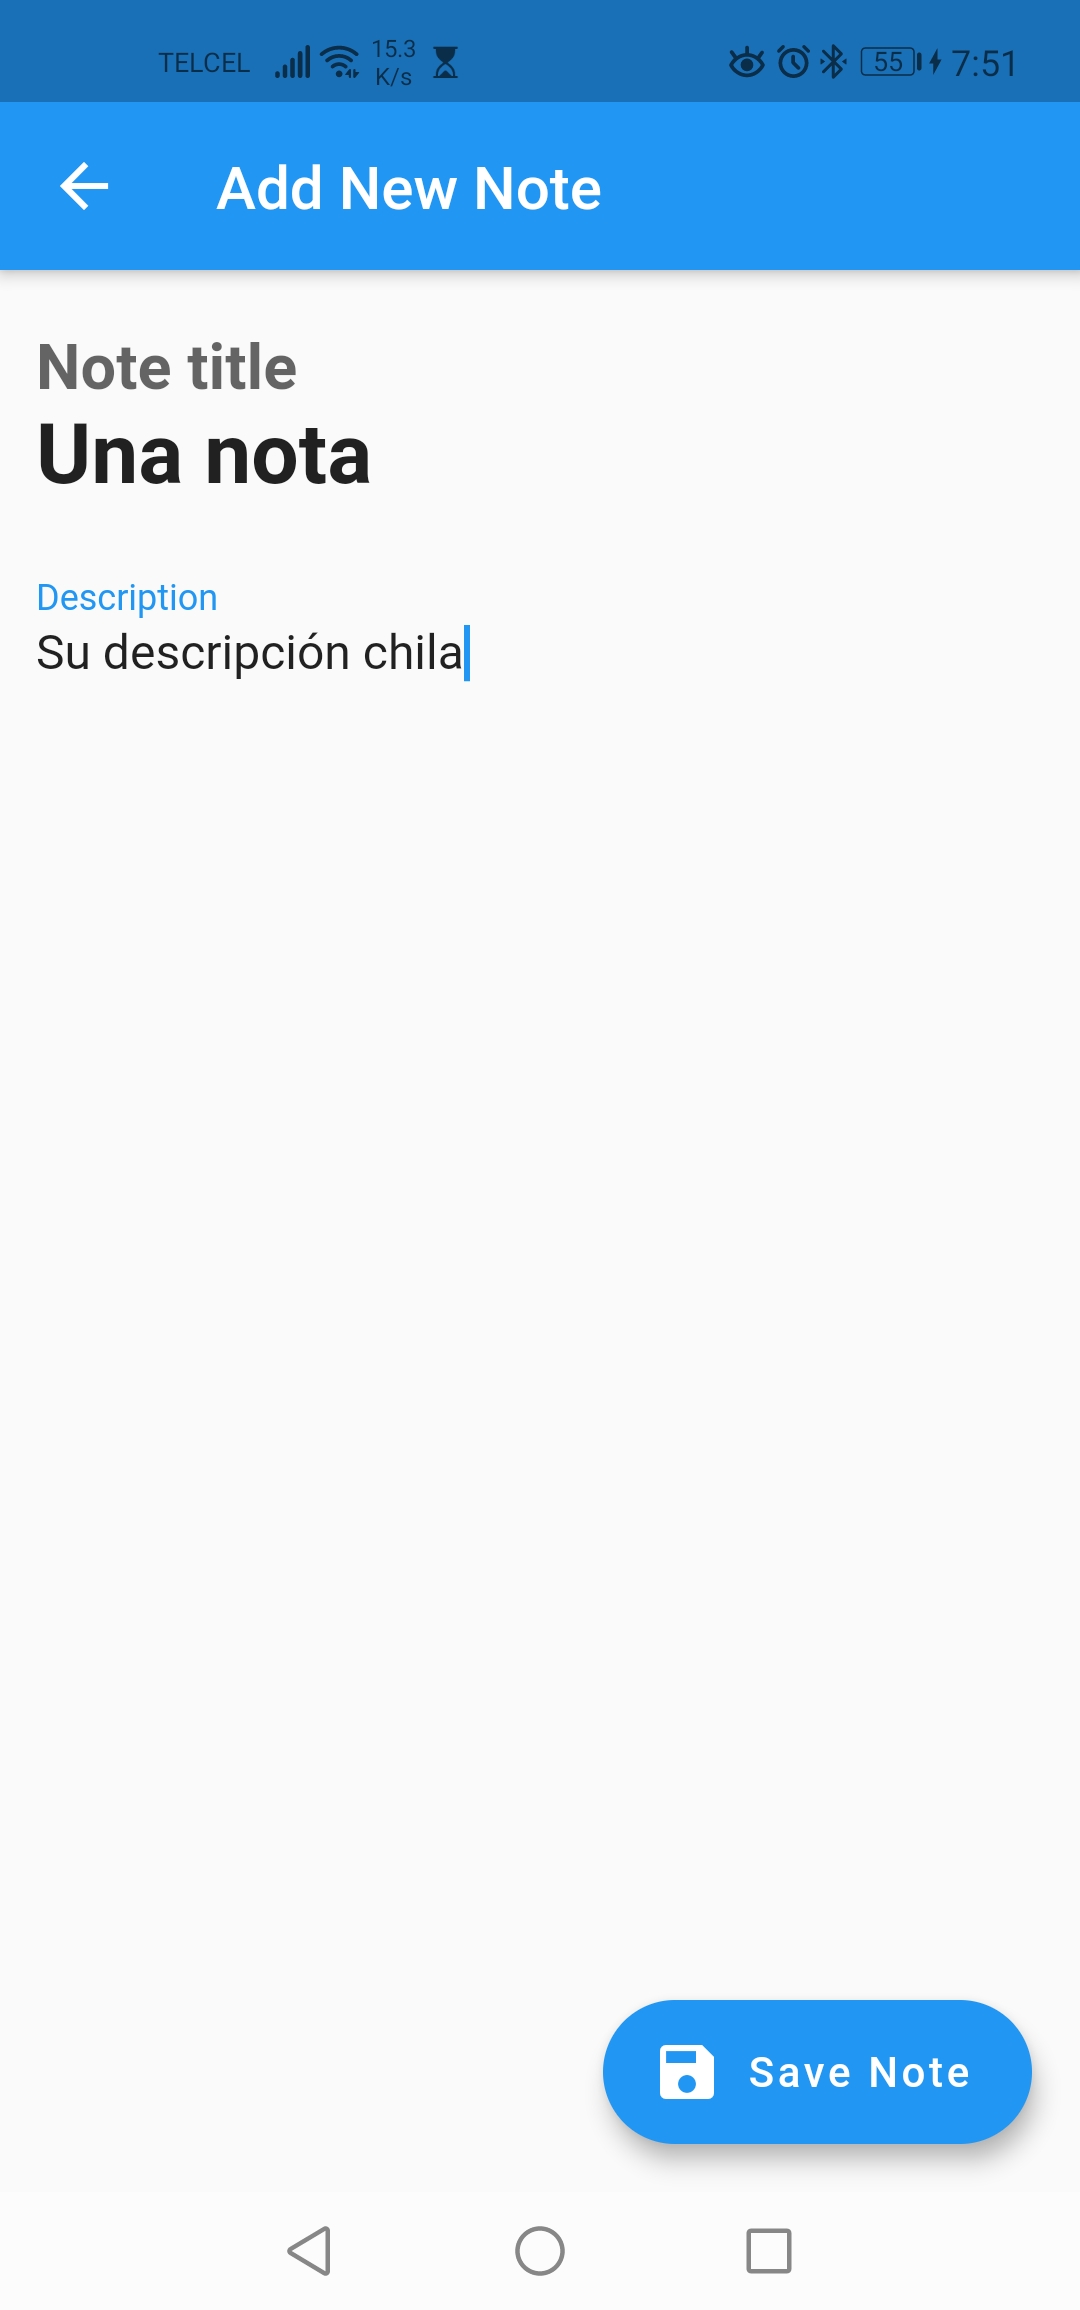 TELCEL 15.3 K/s 55 7:51
Add New Note
Note title
Una nota
Description
Su descripción chila
Save Note